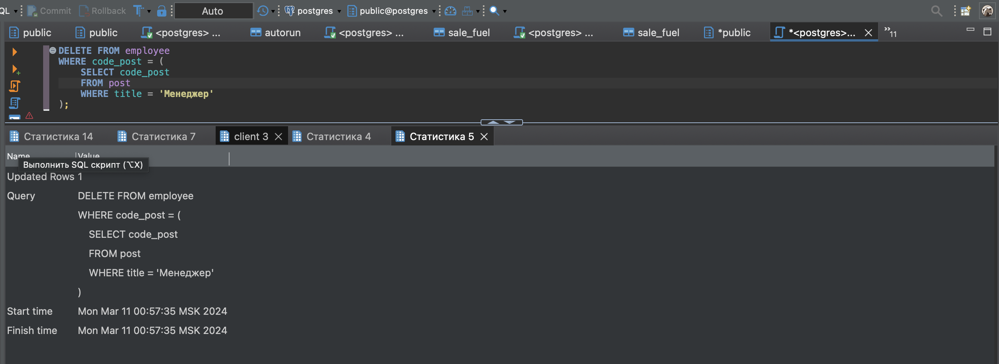 QL Commit Rollback Auto postgres public@postgres
public public <postgres> ... autorun <postgres> ... sale_fuel <postgres> ... sale_fuel *public *<postgres>... »11
DELETE FROM employee
WHERE code_post = (
SELECT code_post
FROM post
WHERE title = 'Менеджер'
);
Статистика 14 Статистика 7 client 3 Статистика 4 Статистика 5
Name Value
Выполнить SQL скрипт (⌥X)
Updated Rows 1
Query DELETE FROM employee
WHERE code_post = (
SELECT code_post
FROM post
WHERE title = 'Менеджер'
)
Start time Mon Mar 11 00:57:35 MSK 2024
Finish time Mon Mar 11 00:57:35 MSK 2024